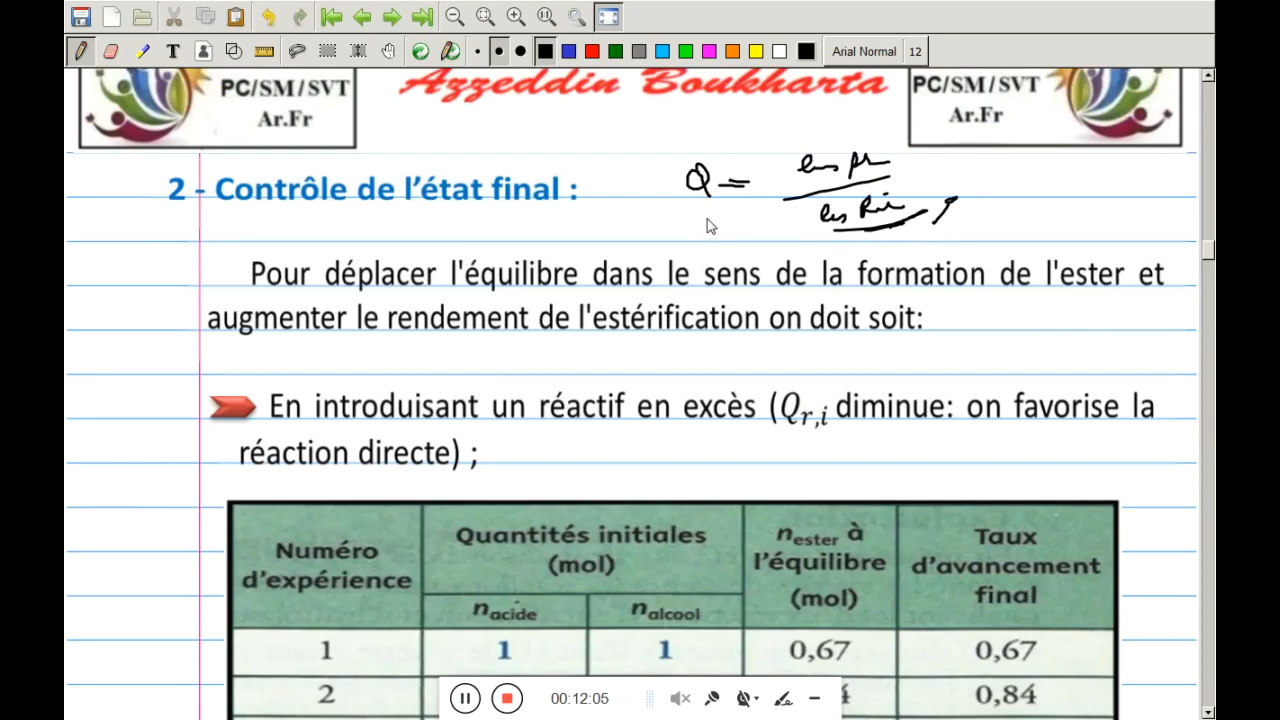 Arial Normal 12
PC/SM/SVT
Ar.Fr
Azzeddin Boukharta
PC/SM/SVT
Ar.Fr
2 - Contrôle de l'état final :
Q =
Pour déplacer l'équilibre dans le sens de la formation de l'ester et
augmenter le rendement de l'estérification on doit soit:
En introduisant un réactif en excès (Qr,i diminue: on favorise la
réaction directe) ;
Numéro
d'expérience
Quantités initiales
(mol)
nacide
nalcool
nester à
l'équilibre
(mol)
Taux
d'avancement
final
1 1 1 0,67 0,67
2 0,84
00:12:05